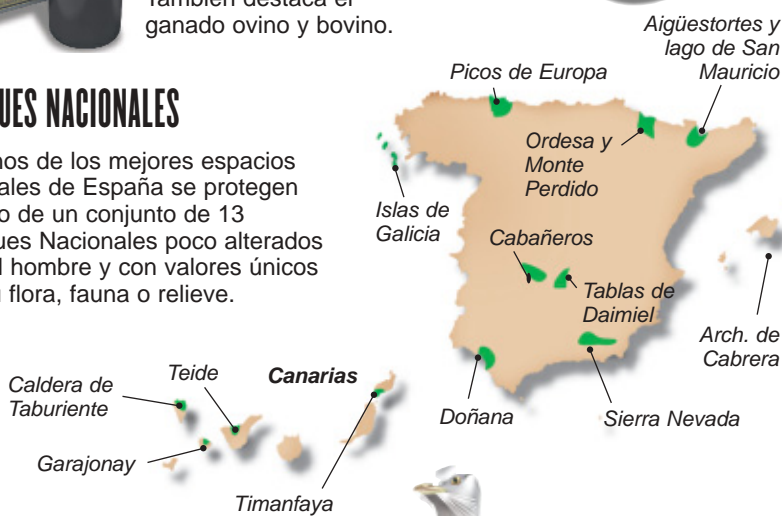 También destaca el
ganado ovino y bovino.
UES NACIONALES
nos de los mejores espacios
ales de España se protegen
o de un conjunto de 13
ues Nacionales poco alterados
l hombre y con valores únicos
flora, fauna o relieve.
Picos de Europa
Aigüestortes y
lago de San
Mauricio
Ordesa y
Monte
Perdido
Islas de
Galicia
Cabañeros
Tablas de
Daimiel
Arch. de
Cabrera
Doñana
Sierra Nevada
Canarias
Caldera de
Taburiente
Teide
Garajonay
Timanfaya